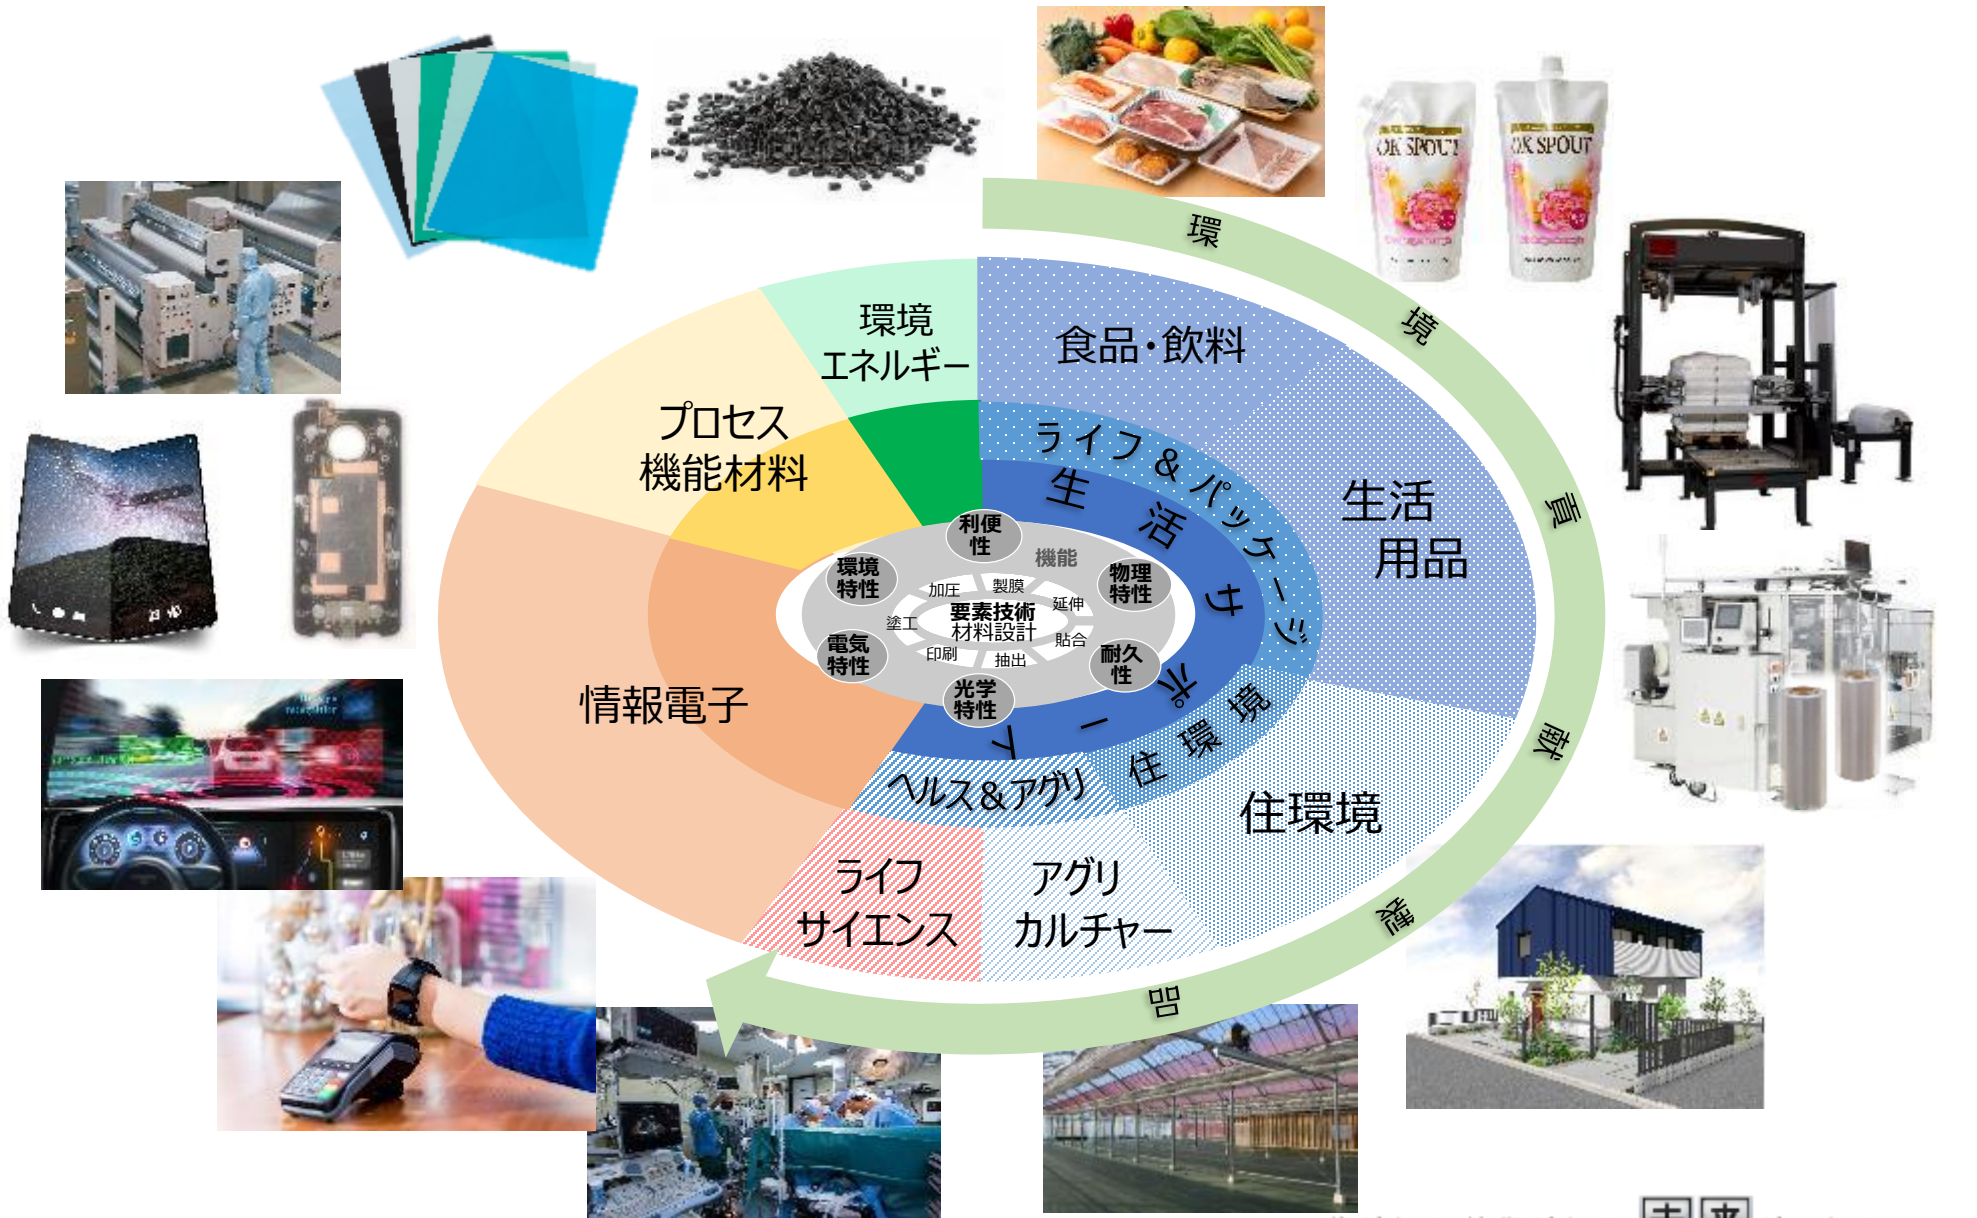 OK SPOUT
OK SPOUT
環境貢献製品
環境
エネルギー
食品・飲料
生活
用品
プロセス
機能材料
ライフ&パッケージ
生活サポート
利便
性
機能
環境
特性
物理
特性
加圧
製膜
延伸
塗工
要素技術
材料設計
貼合
印刷
抽出
電気
特性
耐久
性
光学
特性
情報電子
住環境
ヘルス&アグリ
住環境
ライフ
サイエンス
アグリ
カルチャー
未来